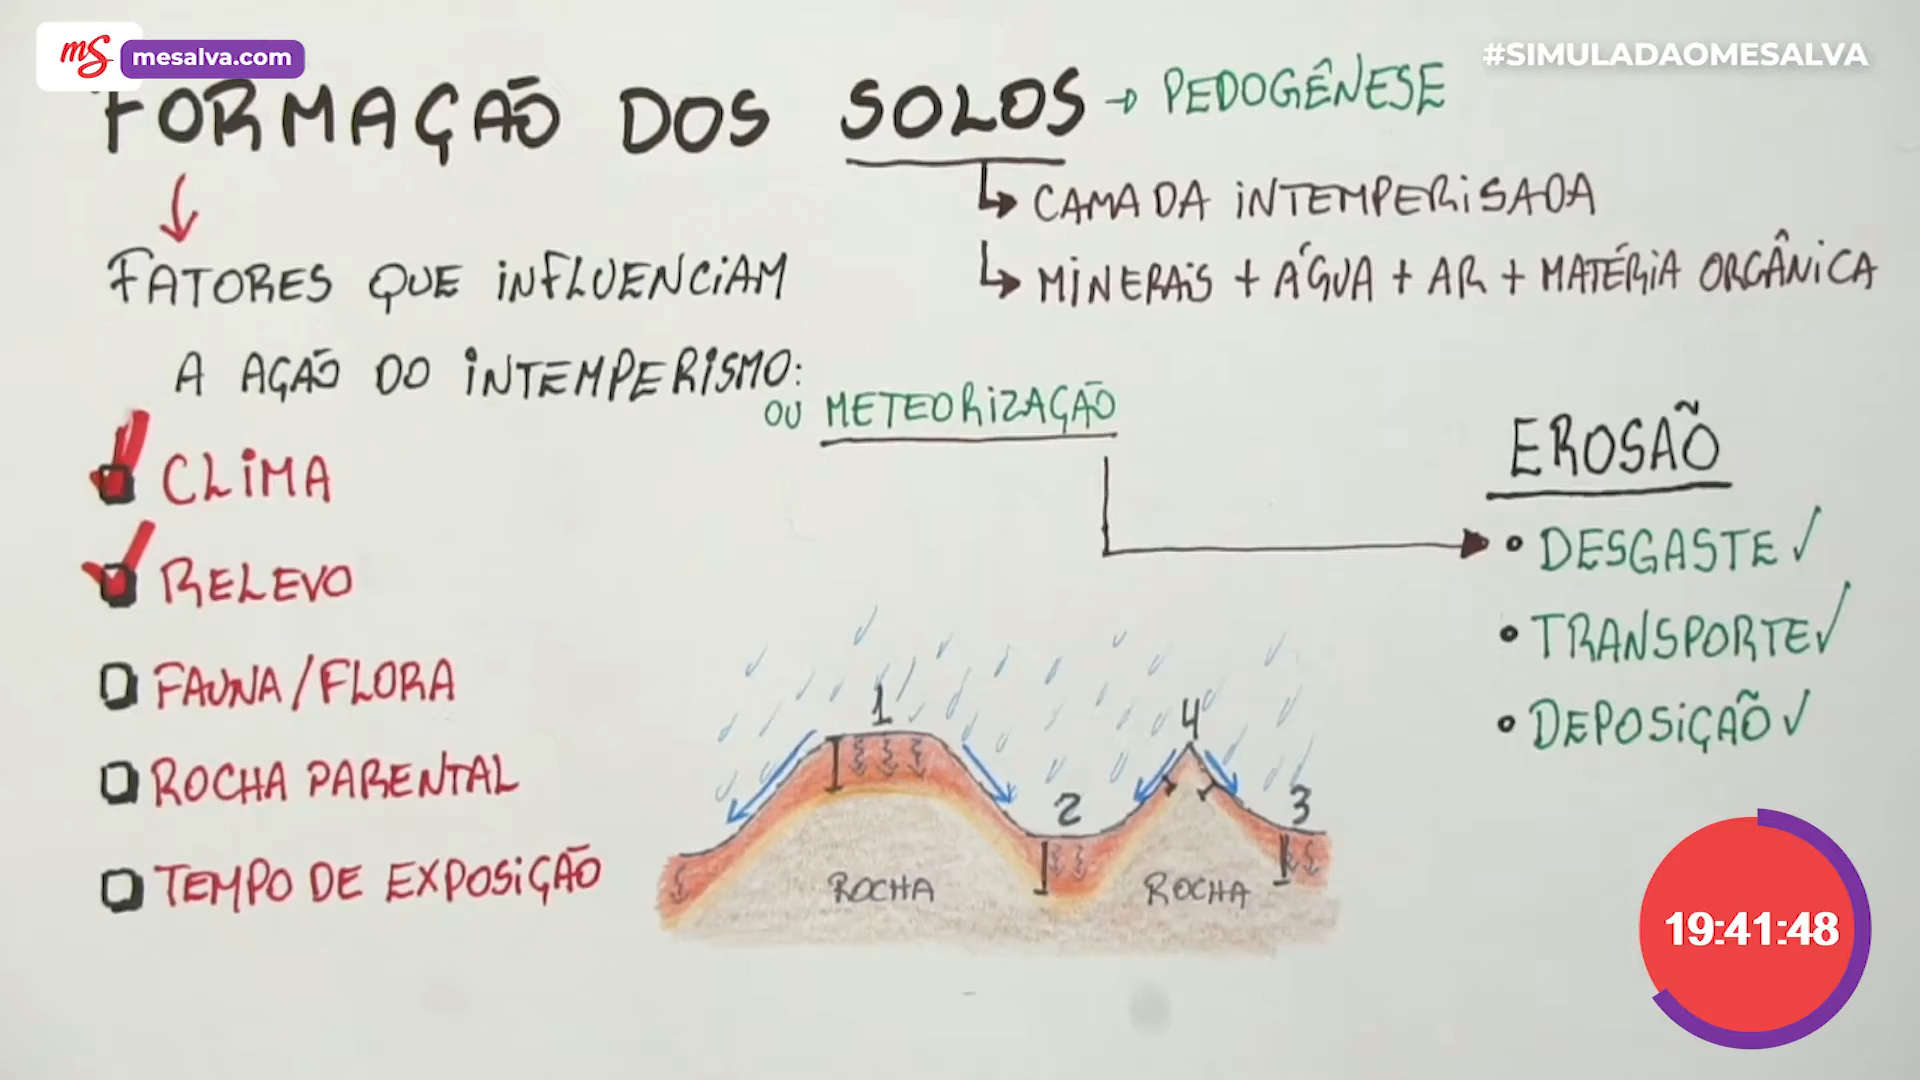 mS mesalva.com
#SIMULADAOMESALVA
FORMAÇÃO DOS SOLOS → PEDOGÊNESE
CAMADA INTEMPERISADA
MINERAIS + ÁGUA + AR + MATÉRIA ORGÂNICA
FATORES QUE INFLUENCIAM
A AÇÃO DO INTEMPERISMO:
OU METEORIZAÇÃO
CLIMA
RELEVO
FAUNA/FLORA
ROCHA PARENTAL
TEMPO DE EXPOSIÇÃO
EROSÃO
• DESGASTE ✓
• TRANSPORTE ✓
• DEPOSIÇÃO ✓
1
4
2
3
ROCHA
ROCHA
19:41:48